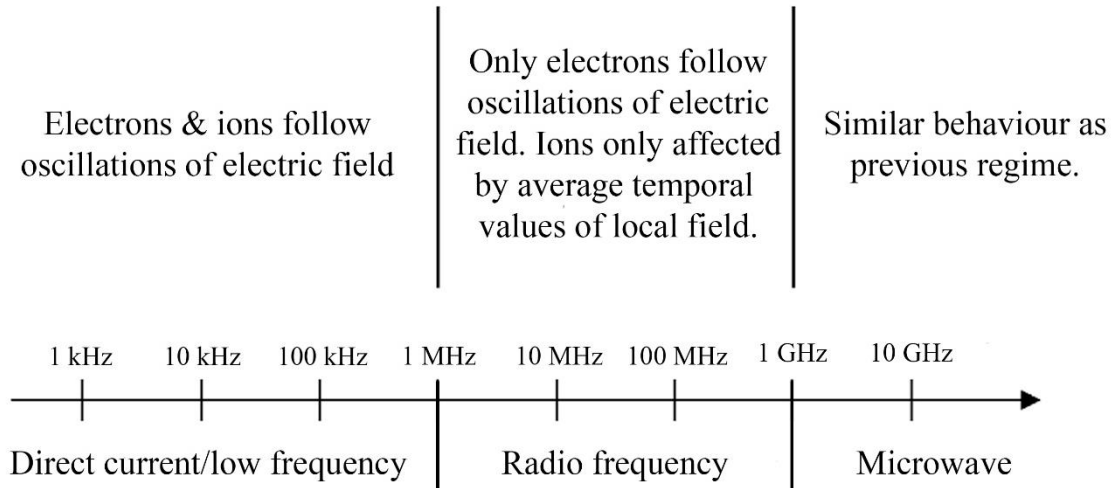 Electrons & ions follow
oscillations of electric field
Only electrons follow
oscillations of electric
field. Ions only affected
by average temporal
values of local field.
Similar behaviour as
previous regime.
1 kHz 10 kHz 100 kHz 1 MHz 10 MHz 100 MHz 1 GHz 10 GHz
Direct current/low frequency Radio frequency Microwave